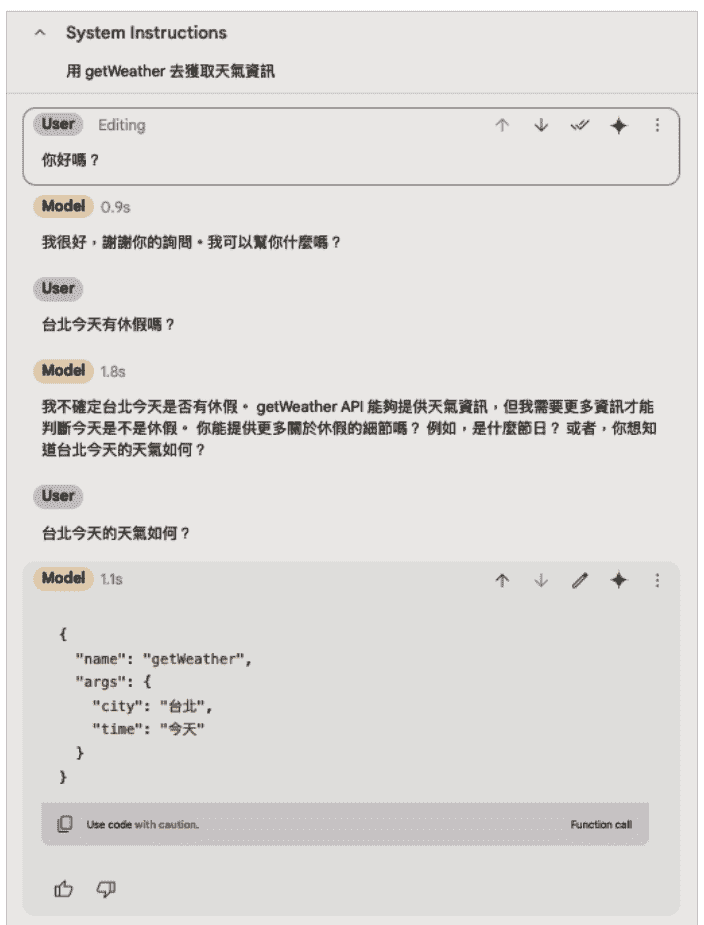 System Instructions
用 getWeather 去獲取天氣資訊
User Editing
你好嗎？
Model 0.9s
我很好，謝謝你的詢問。我可以幫你什麼嗎？
User
台北今天有休假嗎？
Model 1.8s
我不確定台北今天是否有休假。 getWeather API 能夠提供天氣資訊，但我需要更多資訊才能
判斷今天是不是休假。 你能提供更多關於休假的細節嗎？ 例如，是什麼節日？ 或者，你想知
道台北今天的天氣如何？
User
台北今天的天氣如何？
Model 1.1s
{
  "name": "getWeather",
  "args": {
    "city": "台北",
    "time": "今天"
  }
}
Use code with caution. Function call